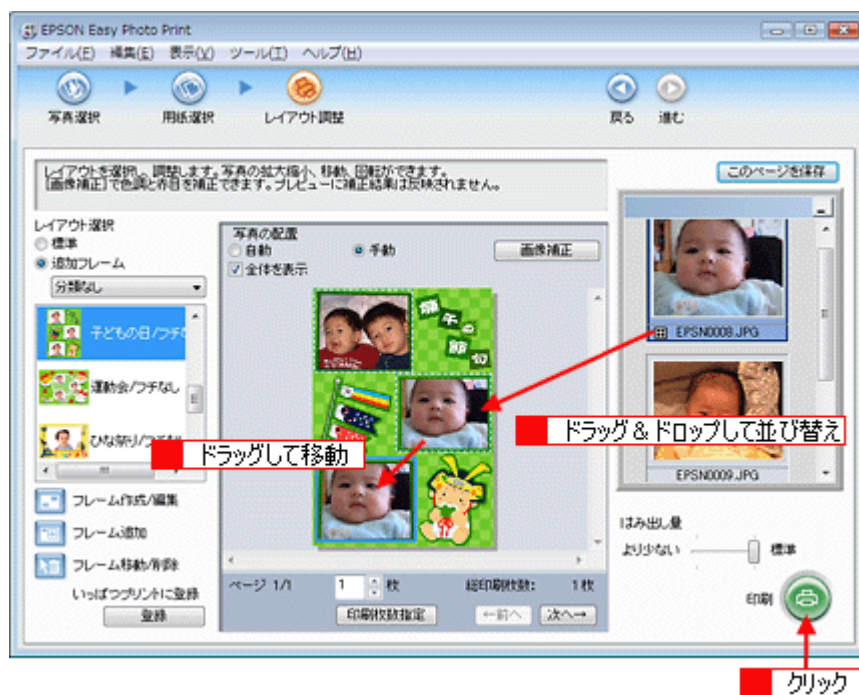 EPSON Easy Photo Print
ファイル(F) 編集(E) 表示(V) ツール(T) ヘルプ(H)
写真選択 用紙選択 レイアウト調整 戻る 進む
レイアウトを選択し、調整します。写真の拡大縮小、移動、回転ができます。
[画像補正]で色調と赤目を補正できます。プレビューに補正結果は反映されません。
このページを保存
レイアウト選択
標準
追加フレーム
分類なし
子どもの日/フチな
運動会/フチなし
ひな祭り/フチなし
フレーム作成/編集
フレーム追加
フレーム移動/削除
いっぱつプリントに登録
登録
写真の配置
自動 手動 画像補正
全体を表示
端午の節句
ドラッグして移動
ページ 1/1 1 枚 総印刷枚数: 1枚
印刷枚数指定 ←前へ 次へ→
EPSN0008.JPG
ドラッグ&ドロップして並び替え
EPSN0009.JPG
はみ出し量
より少ない 標準
印刷
クリック